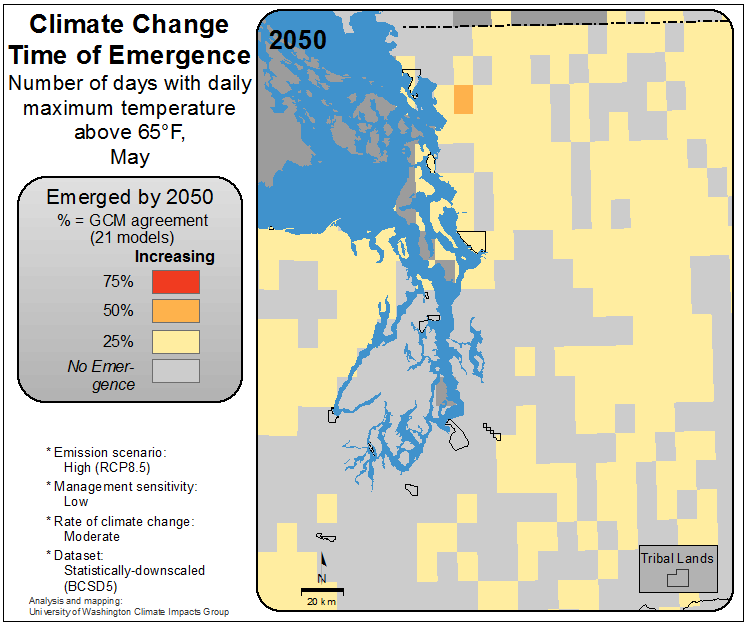 Climate Change
Time of Emergence
Number of days with daily
maximum temperature
above 65°F,
May
Emerged by 2050
% = GCM agreement
(21 models)
Increasing
75%
50%
25%
No Emer-
gence
* Emission scenario:
High (RCP8.5)
* Management sensitivity:
Low
* Rate of climate change:
Moderate
* Dataset:
Statistically-downscaled
(BCSD5)
Analysis and mapping:
University of Washington Climate Impacts Group
2050
N
20 km
Tribal Lands